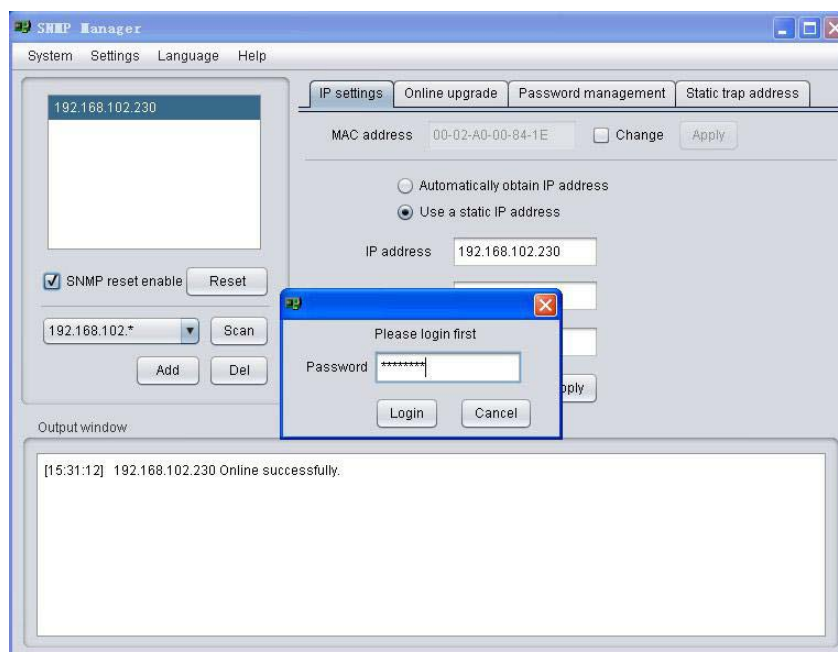 SNMP Manager
System Settings Language Help
192.168.102.230
SNMP reset enable Reset
192.168.102.* Scan
Add Del
IP settings Online upgrade Password management Static trap address
MAC address 00-02-A0-00-84-1E Change Apply
Automatically obtain IP address
Use a static IP address
IP address 192.168.102.230
Please login first
Password ********
Login Cancel
Output window
[15:31:12] 192.168.102.230 Online successfully.